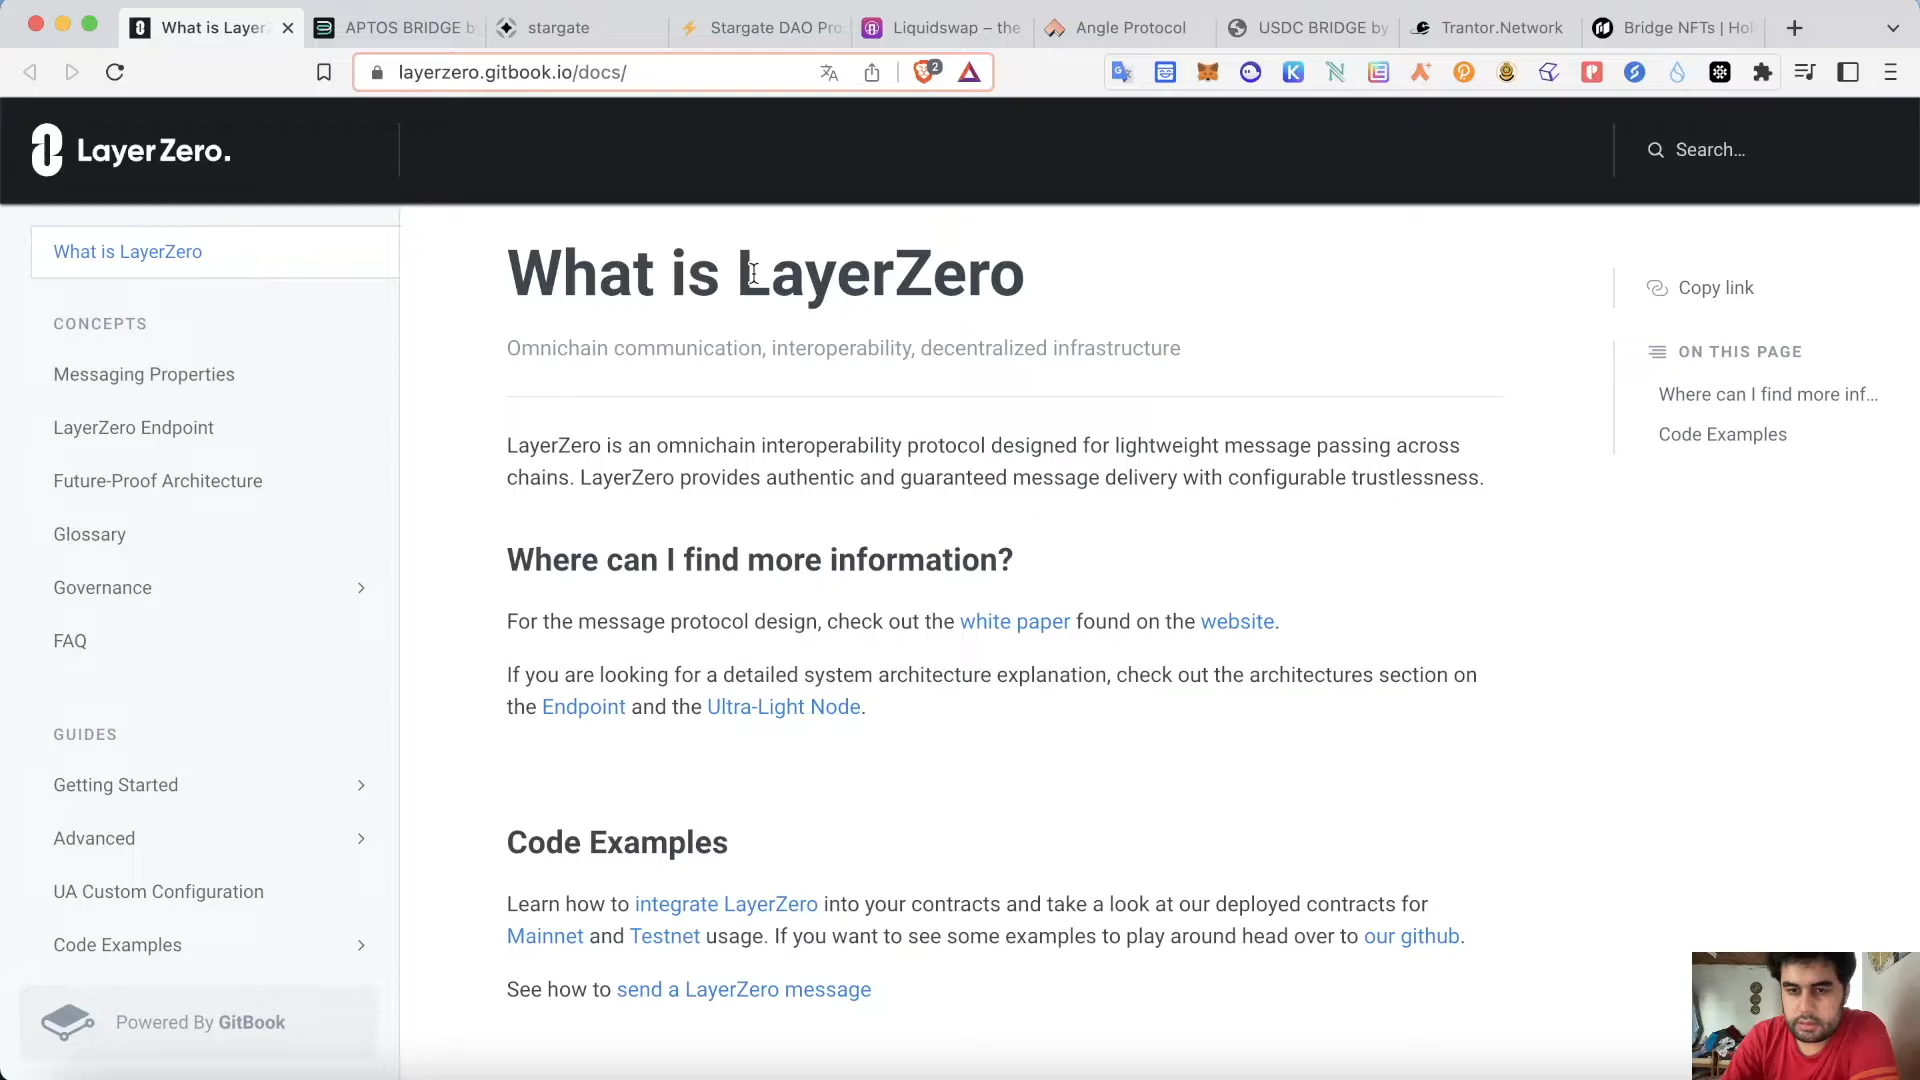 What is Layer
APTOS BRIDGE b
stargate
Stargate DAO Pro
Liquidswap – the
Angle Protocol
USDC BRIDGE by
Trantor.Network
Bridge NFTs | Hol
layerzero.gitbook.io/docs/
2
LayerZero.
Search...
What is LayerZero
CONCEPTS
Messaging Properties
LayerZero Endpoint
Future-Proof Architecture
Glossary
Governance
FAQ
GUIDES
Getting Started
Advanced
UA Custom Configuration
Code Examples
Powered By GitBook
What is LayerZero
Omnichain communication, interoperability, decentralized infrastructure
LayerZero is an omnichain interoperability protocol designed for lightweight message passing across
chains. LayerZero provides authentic and guaranteed message delivery with configurable trustlessness.
Where can I find more information?
For the message protocol design, check out the white paper found on the website.
If you are looking for a detailed system architecture explanation, check out the architectures section on
the Endpoint and the Ultra-Light Node.
Code Examples
Learn how to integrate LayerZero into your contracts and take a look at our deployed contracts for
Mainnet and Testnet usage. If you want to see some examples to play around head over to our github.
See how to send a LayerZero message
Copy link
ON THIS PAGE
Where can I find more inf...
Code Examples